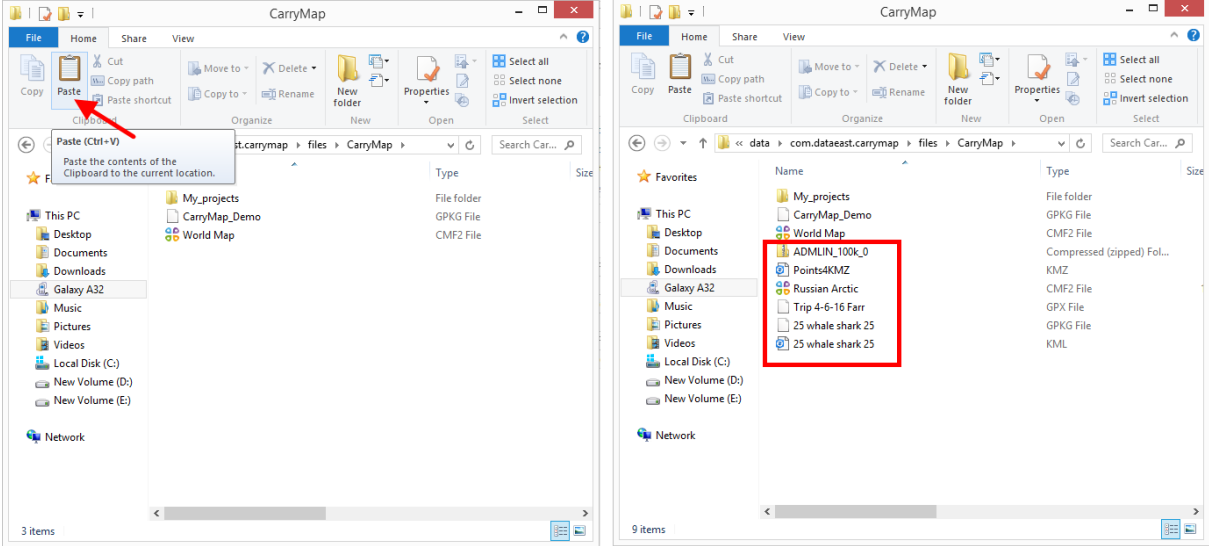 CarryMap
File Home Share View
Copy
Paste
Cut
Copy path
Paste shortcut
Clipboard
Move to
Copy to
Delete
Rename
Organize
New folder
New
Properties
Open
Select all
Select none
Invert selection
Select
Paste (Ctrl+V)
Paste the contents of the
Clipboard to the current location.
st.carrymap files CarryMap
Search Car...
F
Type Size
My_projects File folder
CarryMap_Demo GPKG File
World Map CMF2 File
This PC
Desktop
Documents
Downloads
Galaxy A32
Music
Pictures
Videos
Local Disk (C:)
New Volume (D:)
New Volume (E:)
Network
3 items
CarryMap
File Home Share View
Copy
Paste
Cut
Copy path
Paste shortcut
Clipboard
Move to
Copy to
Delete
Rename
Organize
New folder
New
Properties
Open
Select all
Select none
Invert selection
Select
« data com.dataeast.carrymap files CarryMap
Search Car...
Favorites
Name Type Size
My_projects File folder
CarryMap_Demo GPKG File
World Map CMF2 File
ADMLIN_100k_0 Compressed (zipped) Fol...
Points4KMZ KMZ
Russian Arctic CMF2 File
Trip 4-6-16 Farr GPX File
25 whale shark 25 GPKG File
25 whale shark 25 KML
This PC
Desktop
Documents
Downloads
Galaxy A32
Music
Pictures
Videos
Local Disk (C:)
New Volume (D:)
New Volume (E:)
Network
9 items